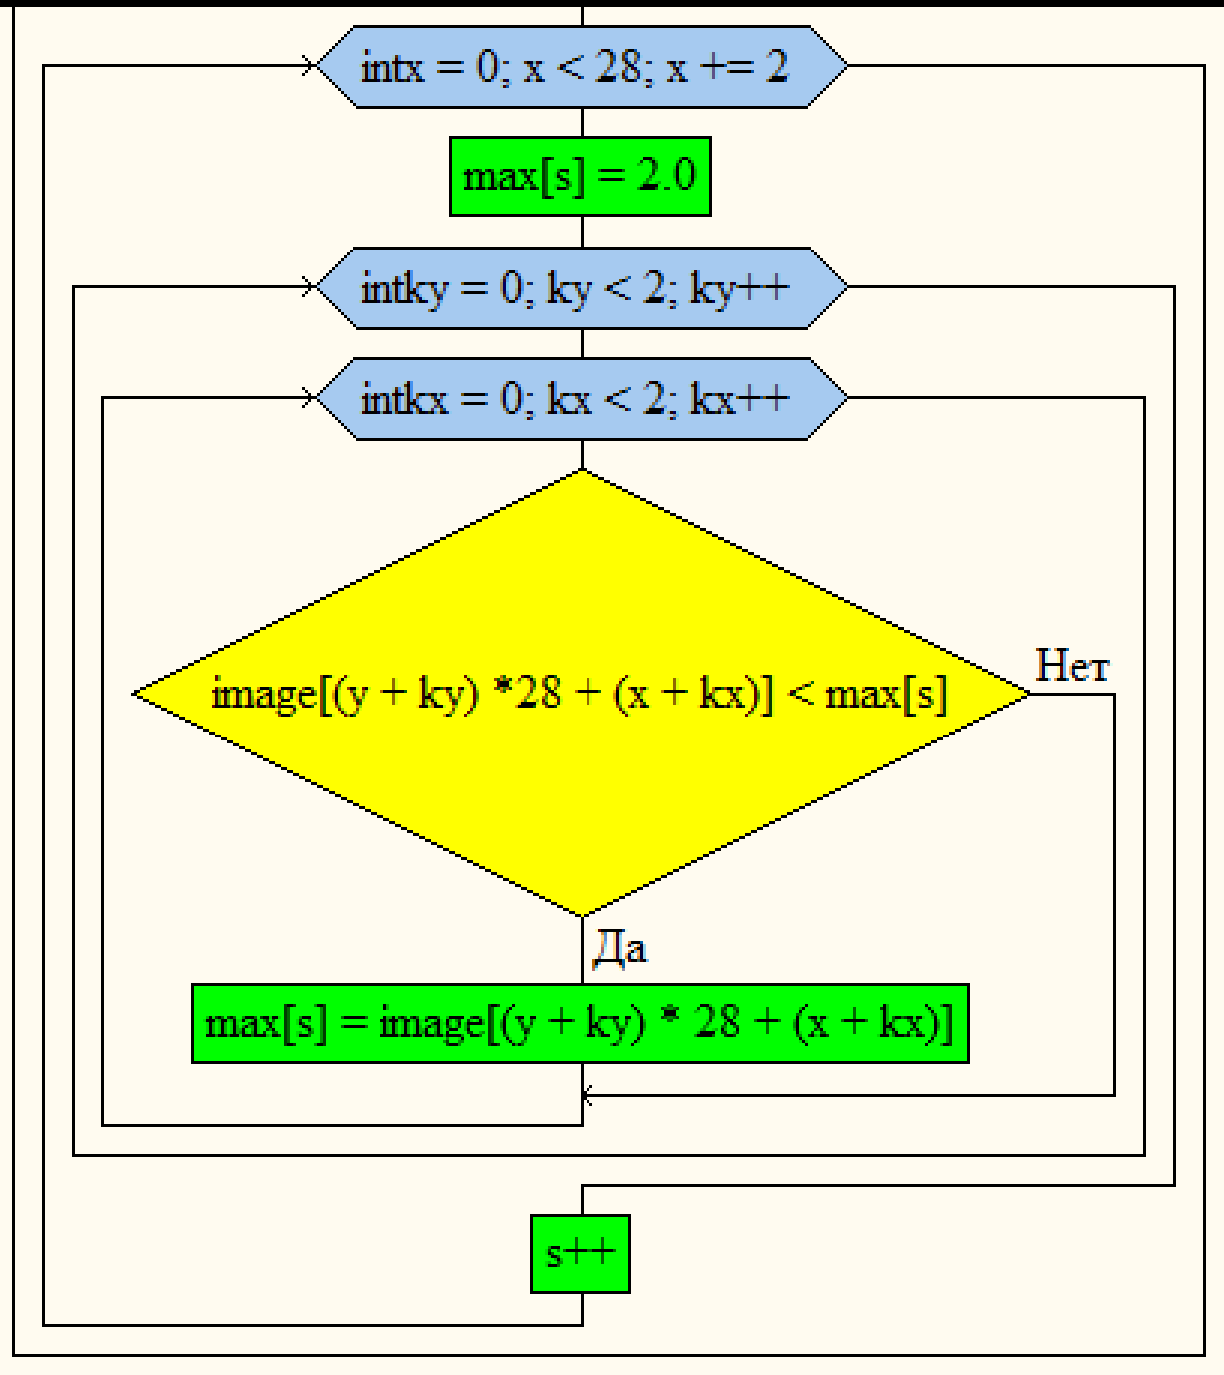 intx = 0; x < 28; x += 2
max[s] = 2.0
intky = 0; ky < 2; ky++
intkx = 0; kx < 2; kx++
image[(y + ky) *28 + (x + kx)] < max[s]
Нет
Да
max[s] = image[(y + ky) * 28 + (x + kx)]
s++